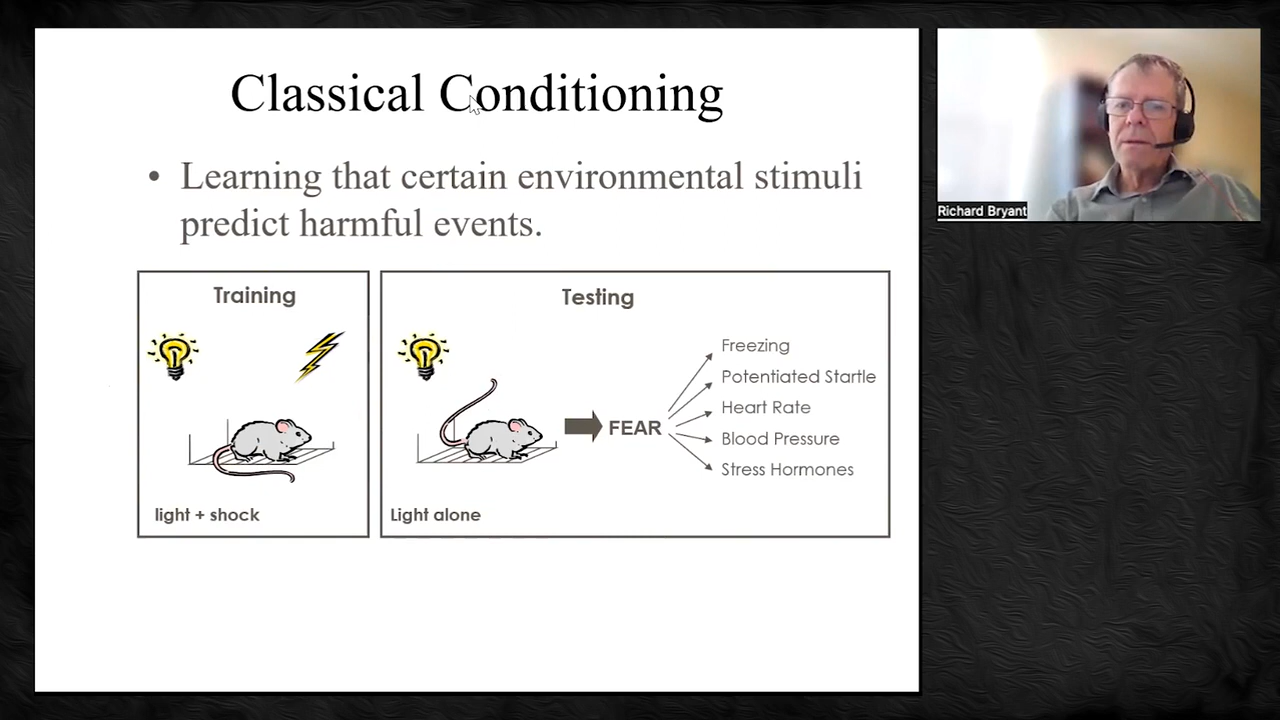 Classical Conditioning
• Learning that certain environmental stimuli
predict harmful events.
Training
light + shock
Testing
FEAR
Freezing
Potentiated Startle
Heart Rate
Blood Pressure
Stress Hormones
Light alone
Richard Bryant